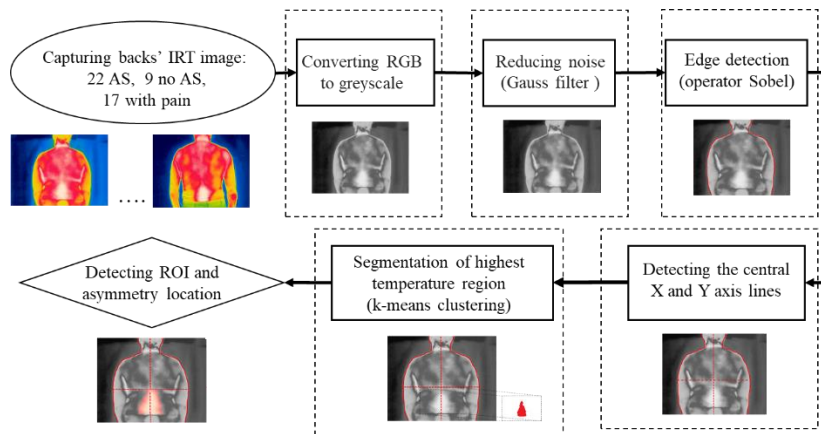 Capturing backs' IRT image:
22 AS, 9 no AS,
17 with pain
Converting RGB
to greyscale
Reducing noise
(Gauss filter )
Edge detection
(operator Sobel)
....
Detecting ROI and
asymmetry location
Segmentation of highest
temperature region
(k-means clustering)
Detecting the central
X and Y axis lines